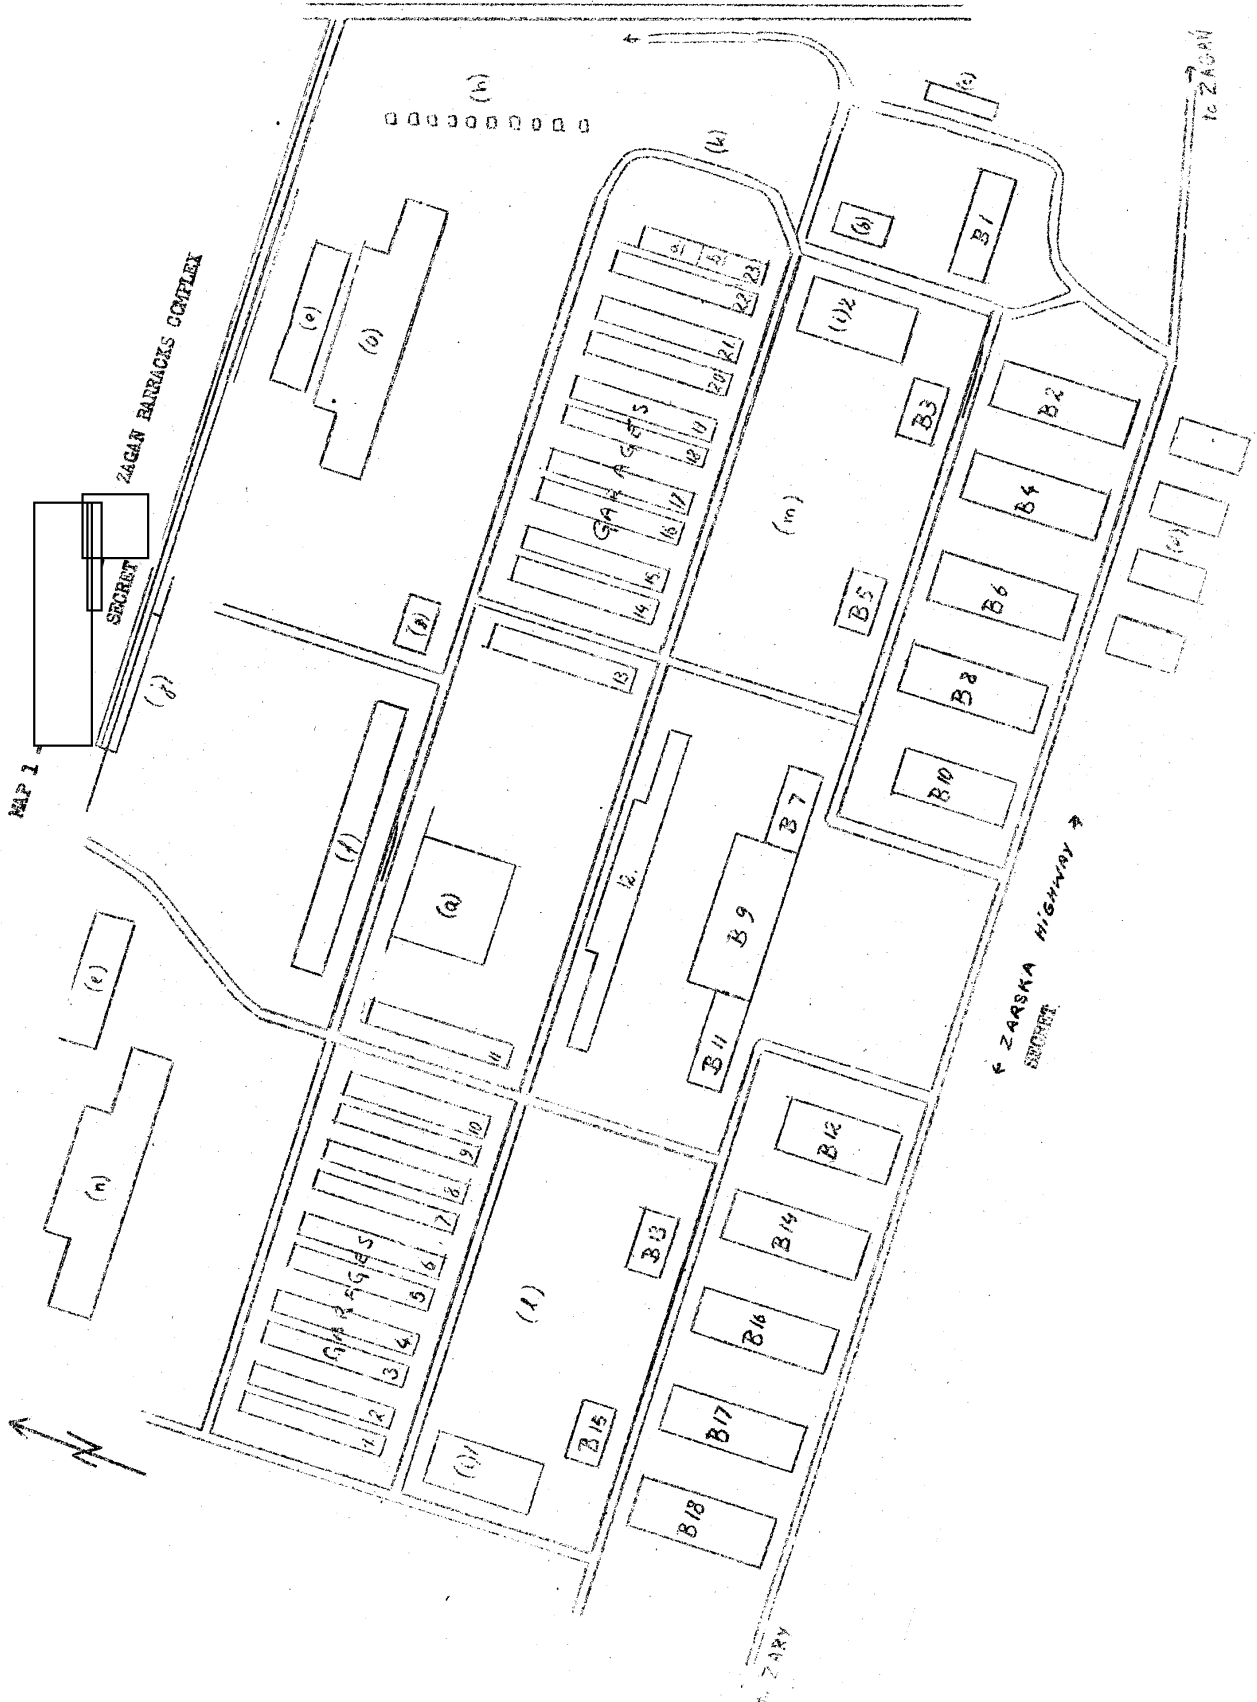 MAP 1
SECRET
ZAGAN BARRACKS COMPLEX
(j)
(h)
(e)
(o)
(k)
(c)
to ZAGAŃ
(b)
B1
(g)
(f)
(a)
GARAGES
13
14
15
16
17
18
20
21
22
23
(i)2
(m)
B3
B5
B2
B4
B6
B8
B10
(d)
12.
B7
B9
B11
(e)
(n)
GARAGES
1
2
3
4
5
6
7
8
9
10
11
N
(i)1
(l)
B13
B15
B12
B14
B16
B17
B18
← ZARSKA HIGHWAY →
SECRET
ZARY